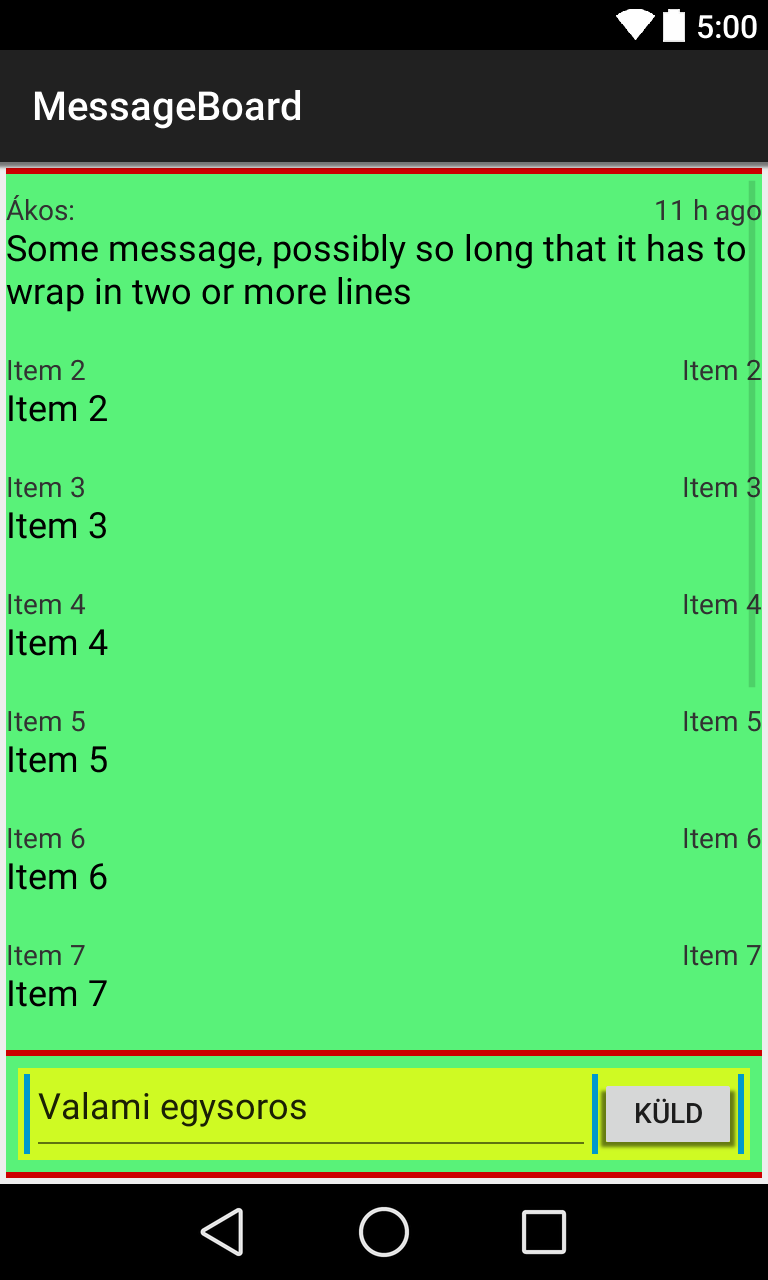 5:00
MessageBoard
Ákos: 11 h ago
Some message, possibly so long that it has to
wrap in two or more lines
Item 2 Item 2
Item 2
Item 3 Item 3
Item 3
Item 4 Item 4
Item 4
Item 5 Item 5
Item 5
Item 6 Item 6
Item 6
Item 7 Item 7
Item 7
Valami egysoros KÜLD